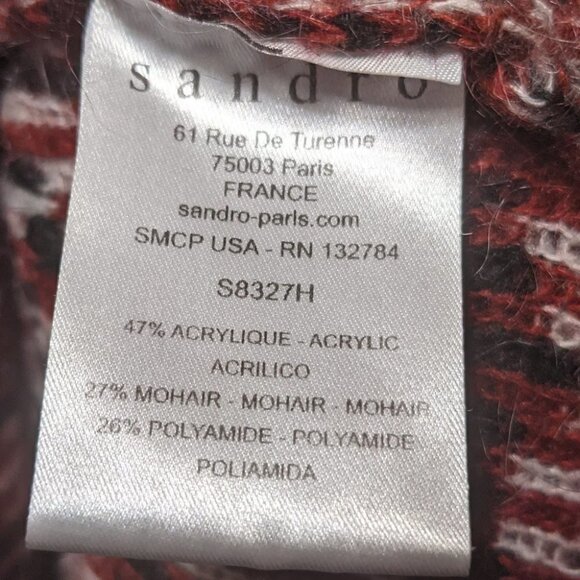 sandro
61 Rue De Turenne
75003 Paris
FRANCE
sandro-paris.com
SMCP USA - RN 132784
S8327H
47% ACRYLIQUE - ACRYLIC
ACRILICO
27% MOHAIR - MOHAIR - MOHAIR
26% POLYAMIDE - POLYAMIDE
POLIAMIDA